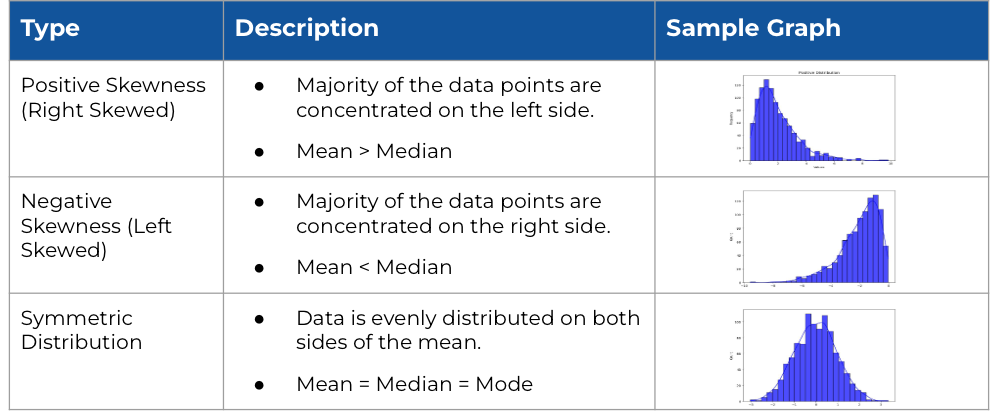 Type
Description
Sample Graph
Positive Skewness
(Right Skewed)
● Majority of the data points are
concentrated on the left side.
● Mean > Median
Positive Distribution
Negative
Skewness (Left
Skewed)
● Majority of the data points are
concentrated on the right side.
● Mean < Median
Symmetric
Distribution
● Data is evenly distributed on both
sides of the mean.
● Mean = Median = Mode